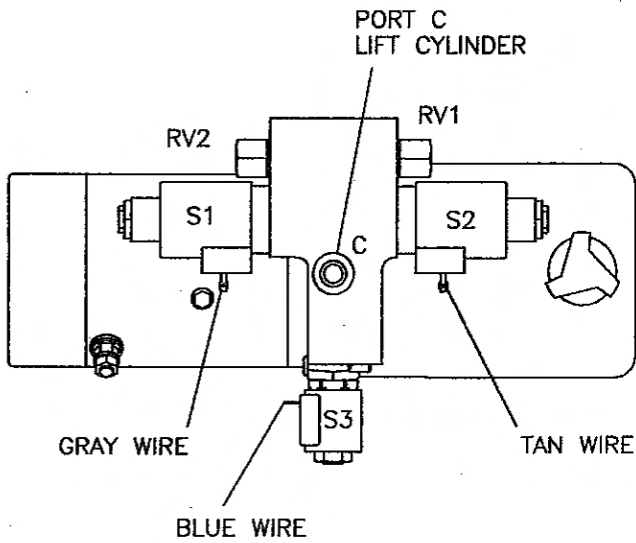 PORT C
LIFT CYLINDER
RV2
RV1
S1
S2
C
S3
GRAY WIRE
TAN WIRE
BLUE WIRE